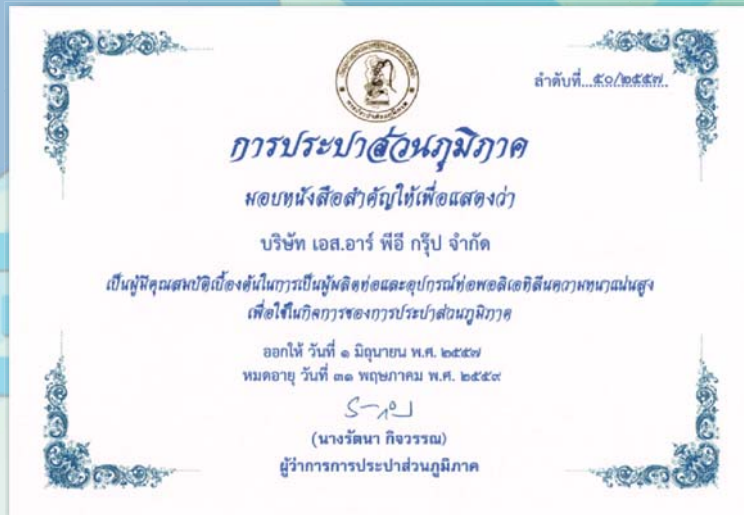 ลำดับที่...๕๐/๒๕๕๗.
การประปาส่วนภูมิภาค
มอบหนังสือสำคัญให้เพื่อแสดงว่า
บริษัท เอส.อาร์ พีอี กรุ๊ป จำกัด
เป็นผู้มีคุณสมบัติเบื้องต้นในการเป็นผู้ผลิตท่อและอุปกรณ์ท่อพอลิเอทิลีนความหนาแน่นสูง
เพื่อใช้ในกิจการของการประปาส่วนภูมิภาค
ออกให้ วันที่ ๑ มิถุนายน พ.ศ. ๒๕๕๗
หมดอายุ วันที่ ๓๑ พฤษภาคม พ.ศ. ๒๕๕๙
(นางรัตนา กิจวรรณ)
ผู้ว่าการการประปาส่วนภูมิภาค